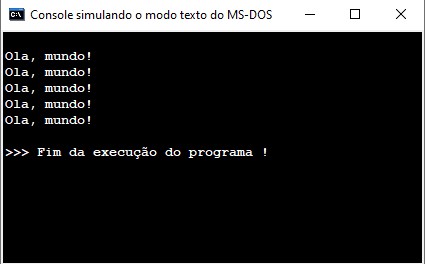 Console simulando o modo texto do MS-DOS
Ola, mundo!
Ola, mundo!
Ola, mundo!
Ola, mundo!
Ola, mundo!
>>> Fim da execução do programa !